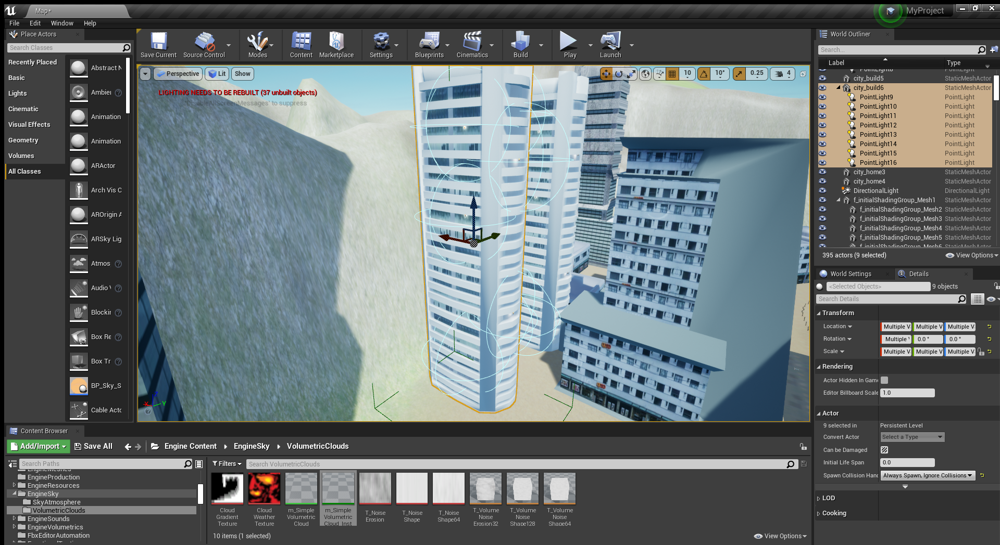 Map*
MyProject
File Edit Window Help
Place Actors
Search Classes
Recently Placed
Basic
Lights
Cinematic
Visual Effects
Geometry
Volumes
All Classes
Abstract N
Ambier
Animation
Animation
ARActor
Arch Vis C
AROrigin A
ARSky Lig
Atmos
Audio V
Blockin
Box Re
Box Tr
BP_Sky_S
Cable Acto
Save Current
Source Control
Modes
Content
Marketplace
Settings
Blueprints
Cinematics
Build
Play
Launch
Perspective
Lit
Show
10
10°
0.25
4
LIGHTING NEEDS TO BE REBUILT (37 unbuilt objects)
'DisableAllScreenMessages' to suppress
X
Y
Z
World Outliner
Search...
Label Type
PointLight8 PointLight
city_build5 StaticMeshActor
city_build6 StaticMeshActor
PointLight9 PointLight
PointLight10 PointLight
PointLight11 PointLight
PointLight12 PointLight
PointLight13 PointLight
PointLight14 PointLight
PointLight15 PointLight
PointLight16 PointLight
city_home3 StaticMeshActor
city_home4 StaticMeshActor
DirectionalLight DirectionalLight
f_initialShadingGroup_Mesh1 StaticMeshActor
f_initialShadingGroup_Mesh2 StaticMeshActor
f_initialShadingGroup_Mesh3 StaticMeshActor
f_initialShadingGroup_Mesh4 StaticMeshActor
f_initialShadingGroup_Mesh5 StaticMeshActor
f_initialShadingGroup_Mesh6 StaticMeshActor
395 actors (9 selected)
View Options
World Settings
Details
<Selected Objects>
9 objects
Search Details
Transform
Location Multiple V Multiple V Multiple V
Rotation Multiple 0.0 ° 0.0 °
Scale Multiple V Multiple V Multiple V
Rendering
Actor Hidden In Game
Editor Billboard Scale 1.0
Actor
9 selected in Persistent Level
Convert Actor Select a Type
Can be Damaged
Initial Life Span 0.0
Spawn Collision Hand Always Spawn, Ignore Collisions
LOD
Cooking
Content Browser
Add/Import
Save All
Engine Content
EngineSky
VolumetricClouds
Search Paths
EngineMeshes
EngineProduction
EngineResources
EngineSky
SkyAtmosphere
VolumetricClouds
EngineSounds
EngineVolumetrics
FbxEditorAutomation
Filters
Search VolumetricClouds
Cloud
Gradient
Texture
Cloud
Weather
Texture
m_Simple
Volumetric
Cloud
m_Simple
Volumetric
Cloud_Inst
T_Noise
Erosion
T_Noise
Shape
T_Noise
Shape64
T_Volume
Noise
Erosion32
T_Volume
Noise
Shape128
T_Volume
Noise
Shape64
10 items (1 selected)
View Options